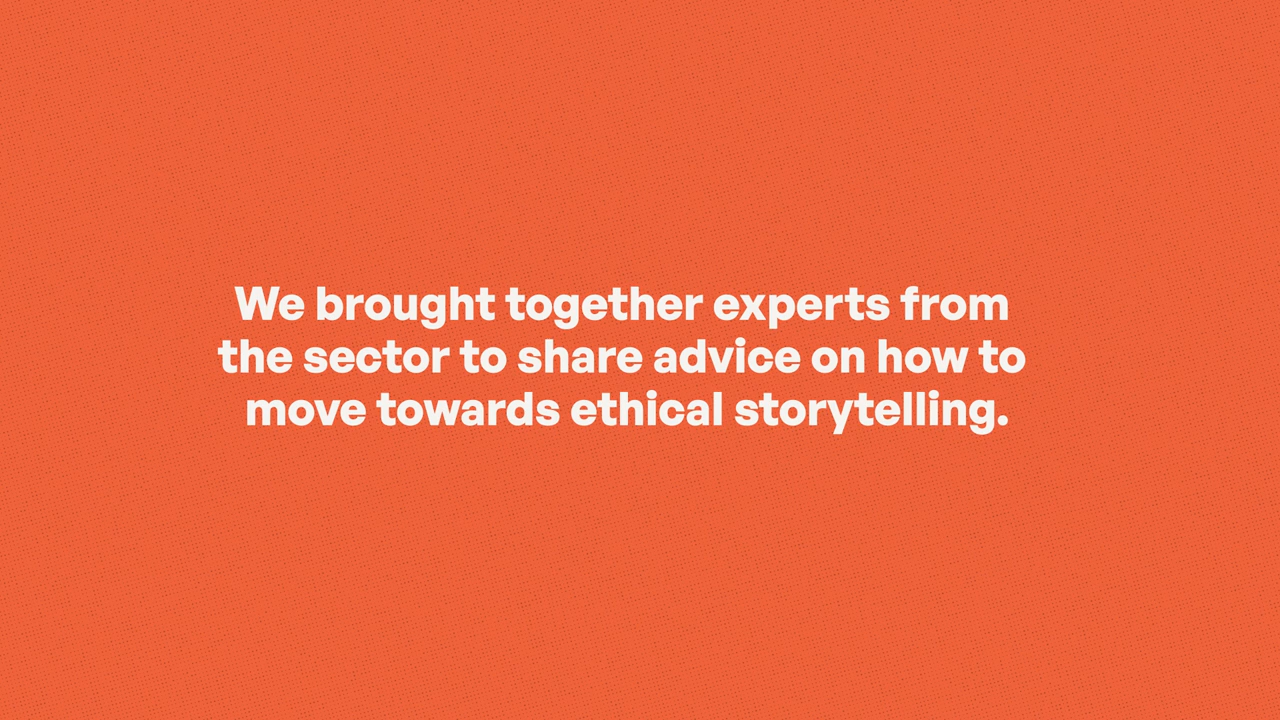 We brought together experts from
the sector to share advice on how to
move towards ethical storytelling.